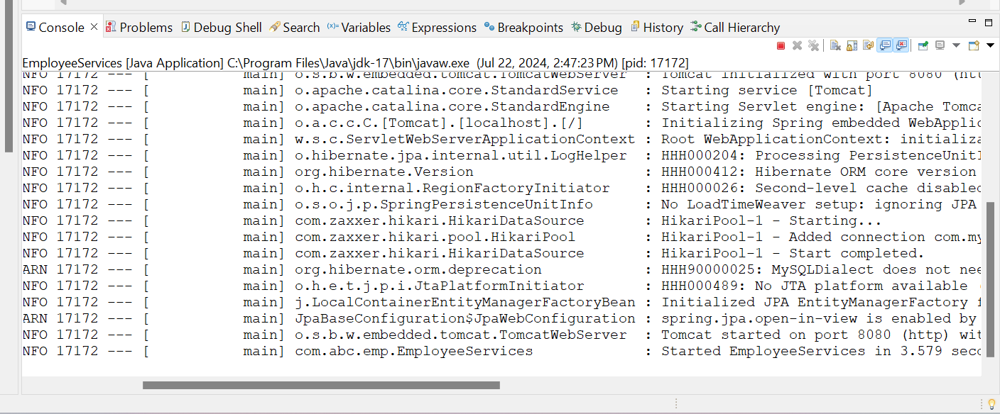 Console Problems Debug Shell Search Variables Expressions Breakpoints Debug History Call Hierarchy
EmployeeServices [Java Application] C:\Program Files\Java\jdk-17\bin\javaw.exe (Jul 22, 2024, 2:47:23 PM) [pid: 17172]
NFO 17172 --- [           main] o.s.b.w.embedded.tomcat.TomcatWebServer  : Tomcat initialized with port 8080 (htt
NFO 17172 --- [           main] o.apache.catalina.core.StandardService   : Starting service [Tomcat]
NFO 17172 --- [           main] o.apache.catalina.core.StandardEngine    : Starting Servlet engine: [Apache Tomca
NFO 17172 --- [           main] o.a.c.c.C.[Tomcat].[localhost].[/]       : Initializing Spring embedded WebApplic
NFO 17172 --- [           main] w.s.c.ServletWebServerApplicationContext : Root WebApplicationContext: initializa
NFO 17172 --- [           main] o.hibernate.jpa.internal.util.LogHelper  : HHH000204: Processing PersistenceUnitI
NFO 17172 --- [           main] org.hibernate.Version                    : HHH000412: Hibernate ORM core version
NFO 17172 --- [           main] o.h.c.internal.RegionFactoryInitiator    : HHH000026: Second-level cache disabled
NFO 17172 --- [           main] o.s.o.j.p.SpringPersistenceUnitInfo      : No LoadTimeWeaver setup: ignoring JPA
NFO 17172 --- [           main] com.zaxxer.hikari.HikariDataSource       : HikariPool-1 - Starting...
NFO 17172 --- [           main] com.zaxxer.hikari.pool.HikariPool        : HikariPool-1 - Added connection com.my
NFO 17172 --- [           main] com.zaxxer.hikari.HikariDataSource       : HikariPool-1 - Start completed.
ARN 17172 --- [           main] org.hibernate.orm.deprecation            : HHH90000025: MySQLDialect does not nee
NFO 17172 --- [           main] o.h.e.t.j.p.i.JtaPlatformInitiator       : HHH000489: No JTA platform available
NFO 17172 --- [           main] j.LocalContainerEntityManagerFactoryBean : Initialized JPA EntityManagerFactory f
ARN 17172 --- [           main] JpaBaseConfiguration$JpaWebConfiguration : spring.jpa.open-in-view is enabled by
NFO 17172 --- [           main] o.s.b.w.embedded.tomcat.TomcatWebServer  : Tomcat started on port 8080 (http) wit
NFO 17172 --- [           main] com.abc.emp.EmployeeServices             : Started EmployeeServices in 3.579 seco